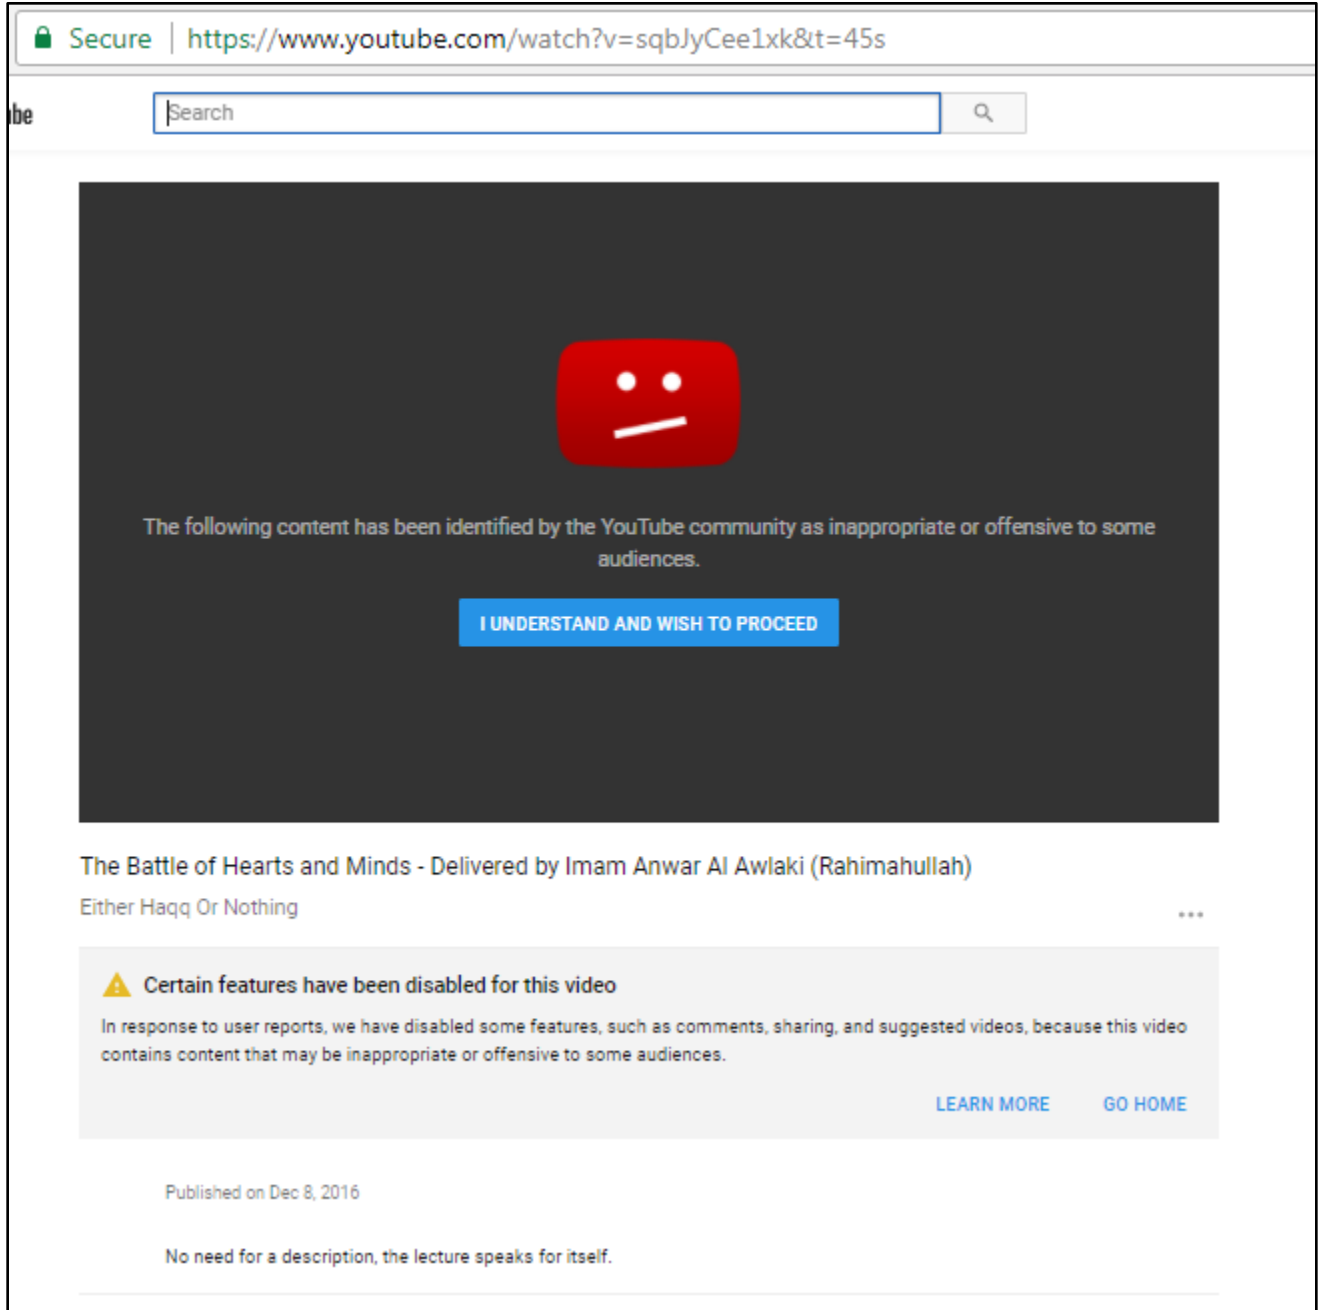 Secure | https://www.youtube.com/watch?v=sqbJyCee1xk&t=45s
be
Search
The following content has been identified by the YouTube community as inappropriate or offensive to some
audiences.
I UNDERSTAND AND WISH TO PROCEED
The Battle of Hearts and Minds - Delivered by Imam Anwar Al Awlaki (Rahimahullah)
Either Haqq Or Nothing
Certain features have been disabled for this video
In response to user reports, we have disabled some features, such as comments, sharing, and suggested videos, because this video
contains content that may be inappropriate or offensive to some audiences.
LEARN MORE GO HOME
Published on Dec 8, 2016
No need for a description, the lecture speaks for itself.